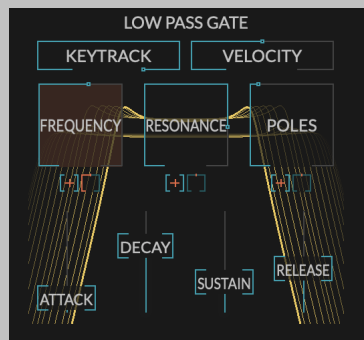 LOW PASS GATE
KEYTRACK VELOCITY
FREQUENCY RESONANCE POLES
[+] [+] [+]
DECAY
SUSTAIN RELEASE
ATTACK